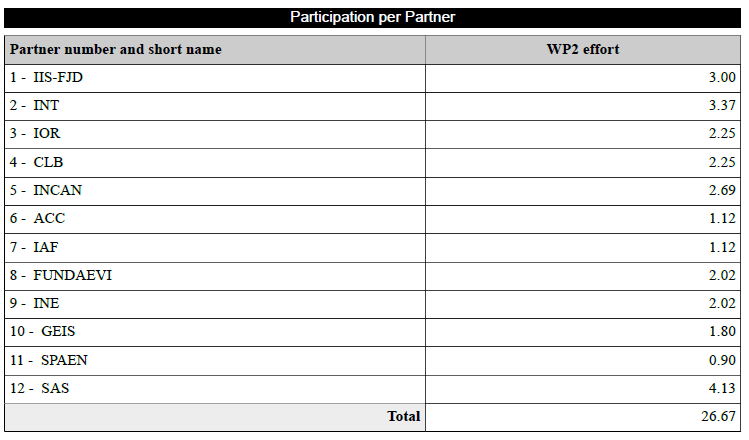 Participation per Partner
Partner number and short name WP2 effort
1 - IIS-FJD 3.00
2 - INT 3.37
3 - IOR 2.25
4 - CLB 2.25
5 - INCAN 2.69
6 - ACC 1.12
7 - IAF 1.12
8 - FUNDAEVI 2.02
9 - INE 2.02
10 - GEIS 1.80
11 - SPAEN 0.90
12 - SAS 4.13
Total 26.67